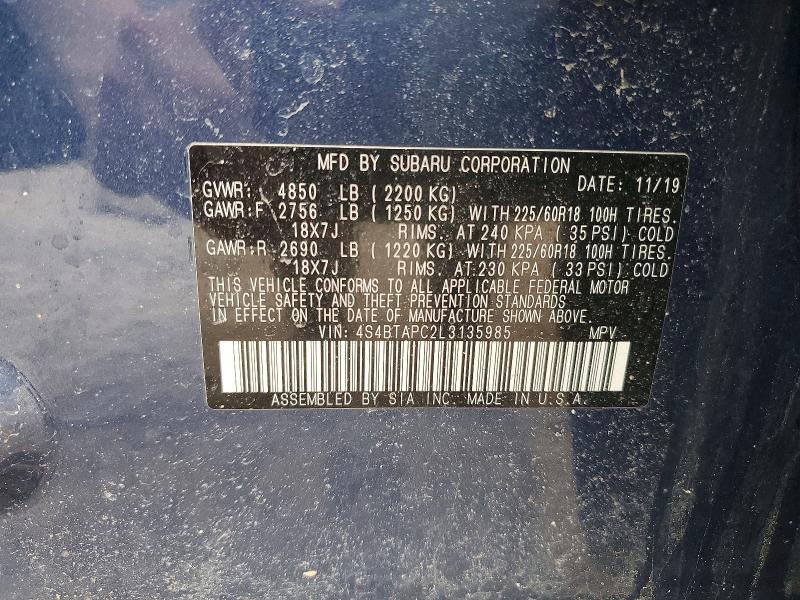 MFD BY SUBARU CORPORATION
DATE: 11/19
GVWR: 4850 LB (2200 KG)
GAWR:F 2756 LB (1250 KG) WITH 225/60R18 100H TIRES.
18X7J RIMS. AT 240 KPA (35 PSI) COLD
GAWR:R 2690 LB (1220 KG) WITH 225/60R18 100H TIRES.
18X7J RIMS. AT 230 KPA (33 PSI) COLD
THIS VEHICLE CONFORMS TO ALL APPLICABLE FEDERAL MOTOR
VEHICLE SAFETY AND THEFT PREVENTION STANDARDS
IN EFFECT ON THE DATE OF MANUFACTURE SHOWN ABOVE.
VIN: 4S4BTAPC2L3135985 MPV
ASSEMBLED BY SIA INC. MADE IN U.S.A.